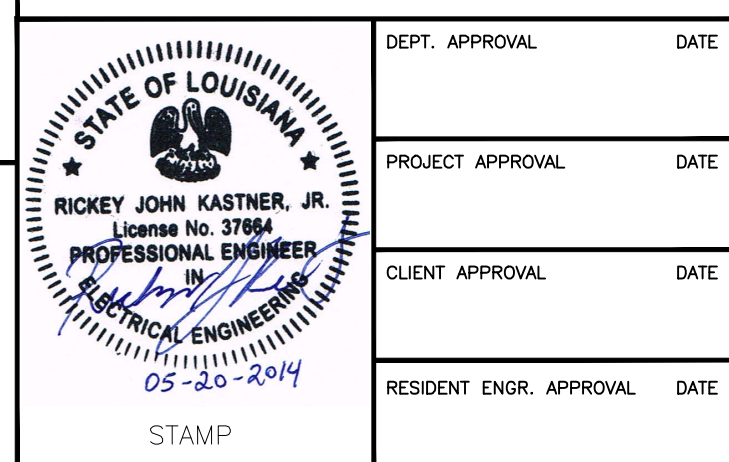 STATE OF LOUISIANA
RICKEY JOHN KASTNER, JR.
License No. 37664
PROFESSIONAL ENGINEER
IN
ELECTRICAL ENGINEERING
05-20-2014
STAMP
DEPT. APPROVAL DATE
PROJECT APPROVAL DATE
CLIENT APPROVAL DATE
RESIDENT ENGR. APPROVAL DATE